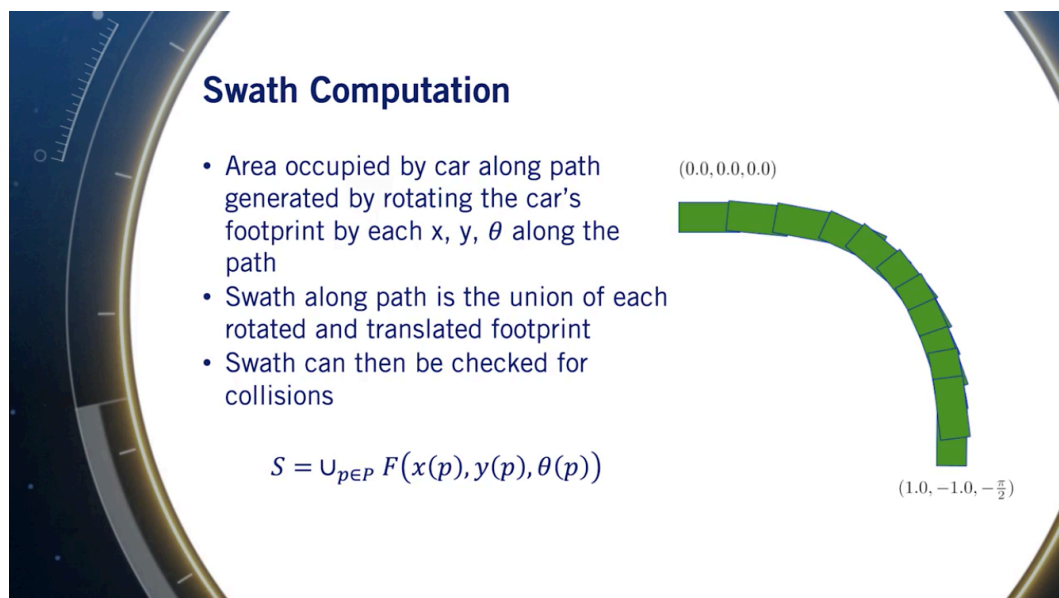 Swath Computation
• Area occupied by car along path
generated by rotating the car's
footprint by each x, y, θ along the
path
• Swath along path is the union of each
rotated and translated footprint
• Swath can then be checked for
collisions
S = ∪p∈P F(x(p), y(p), θ(p))
(0.0, 0.0, 0.0)
(1.0, −1.0, −π/2)